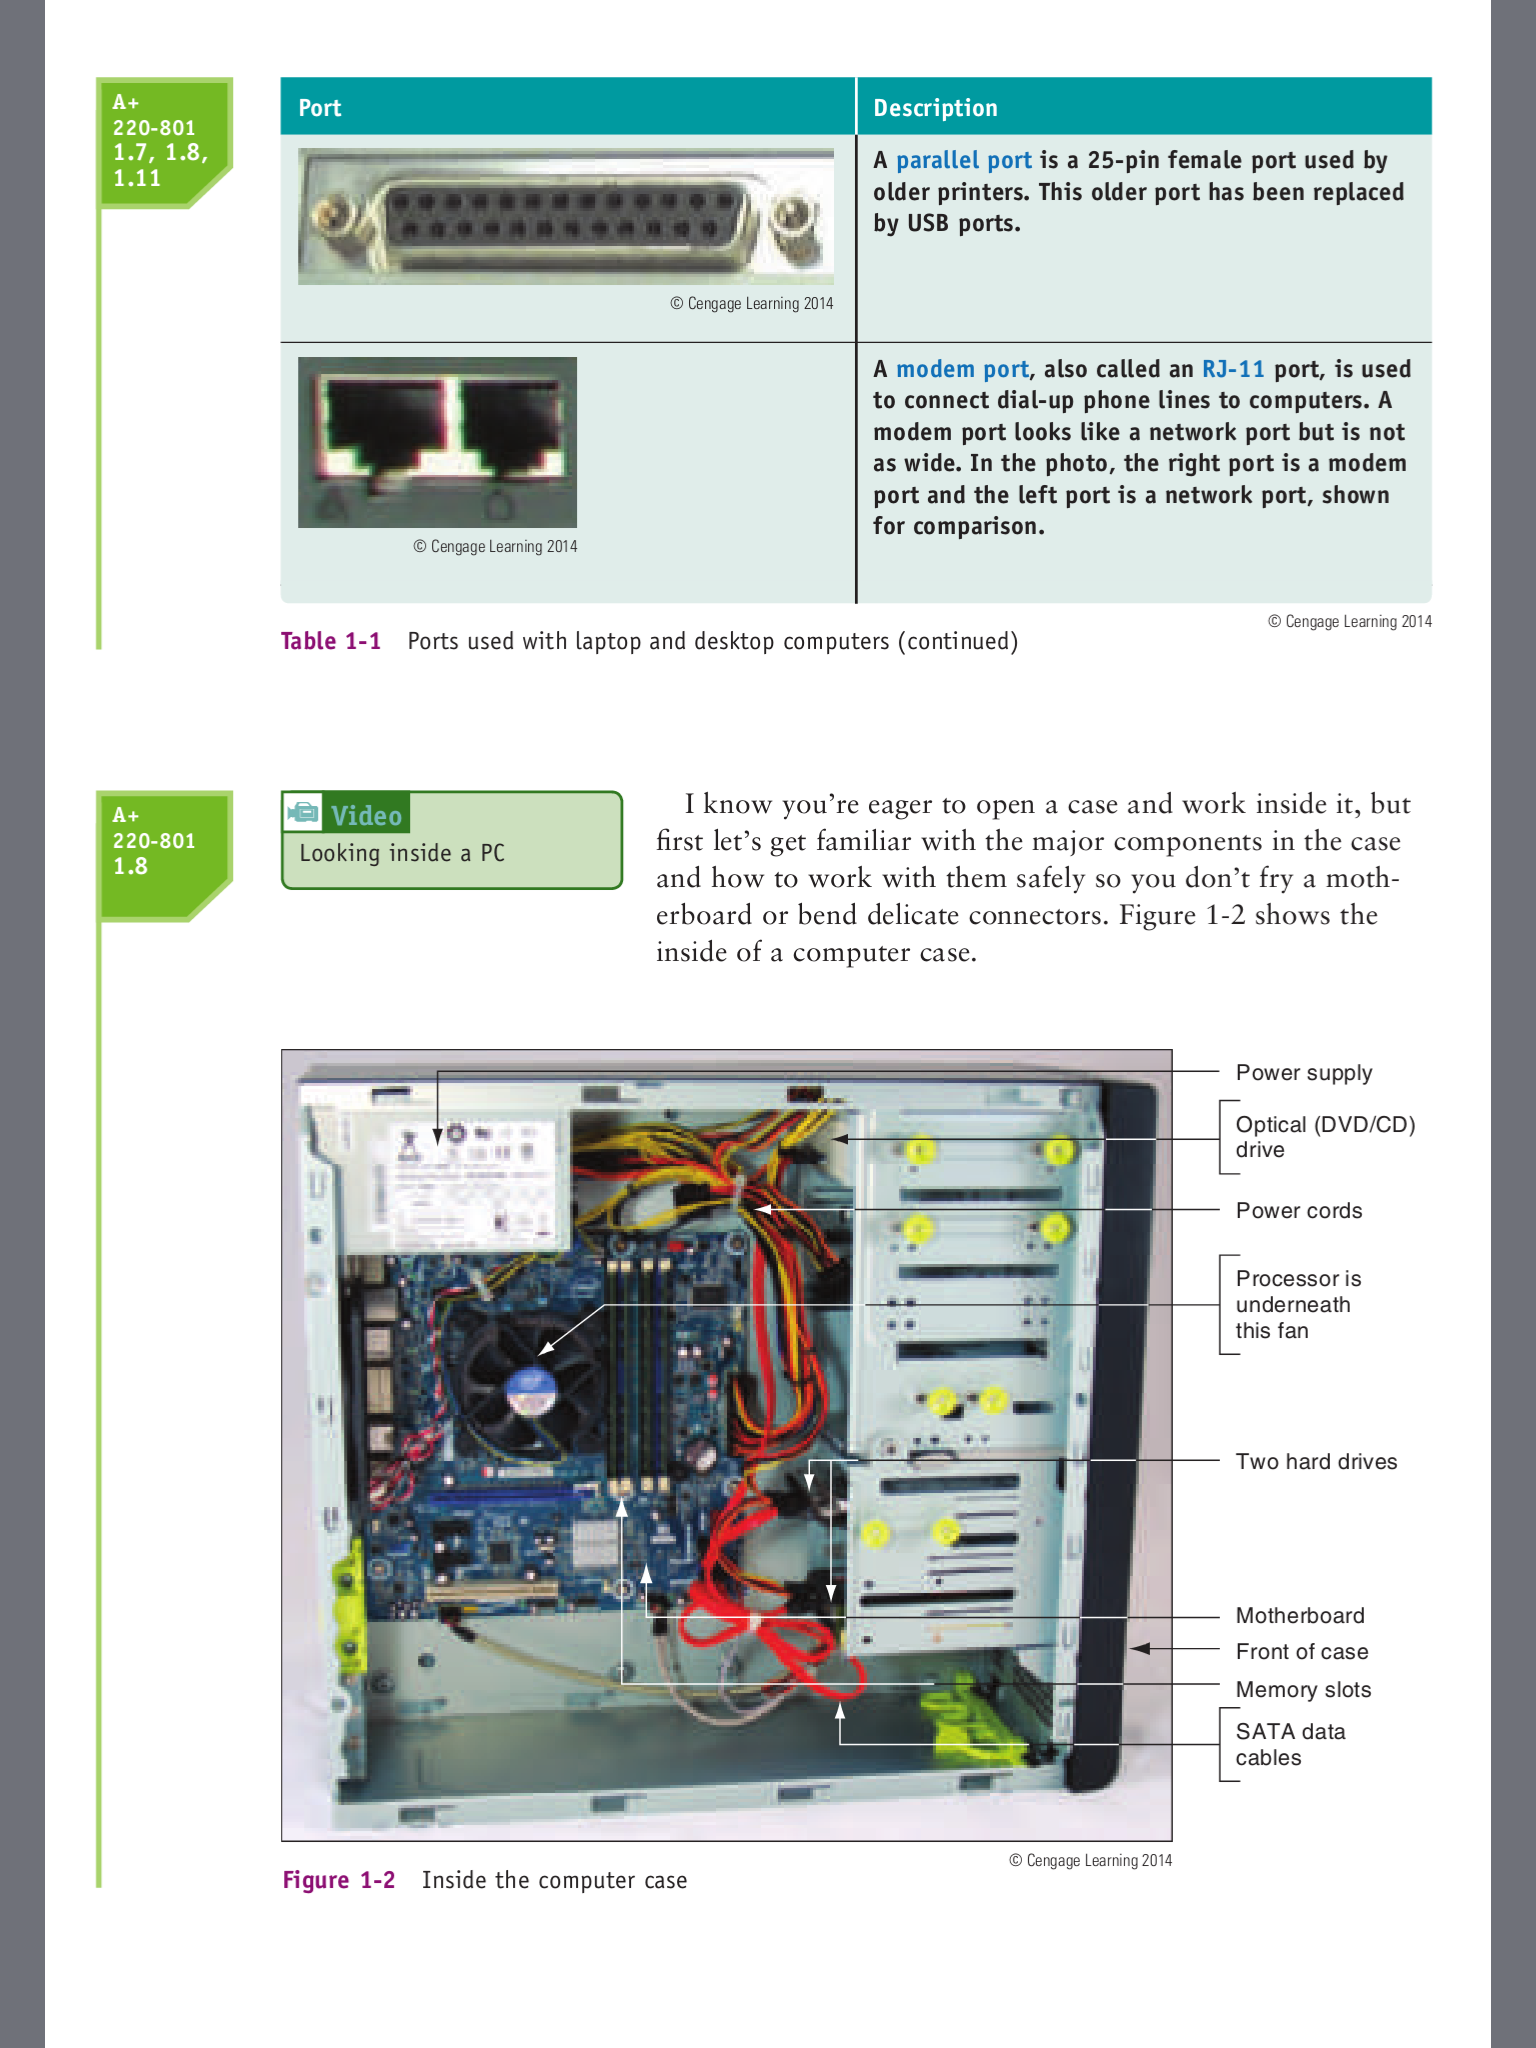 A+
220-801
1.7, 1.8,
1.11
Port
Description
A parallel port is a 25-pin female port used by
older printers. This older port has been replaced
by USB ports.
© Cengage Learning 2014
A modem port, also called an RJ-11 port, is used
to connect dial-up phone lines to computers. A
modem port looks like a network port but is not
as wide. In the photo, the right port is a modem
port and the left port is a network port, shown
for comparison.
© Cengage Learning 2014
© Cengage Learning 2014
Table 1-1 Ports used with laptop and desktop computers (continued)
A+
220-801
1.8
Video
Looking inside a PC
I know you’re eager to open a case and work inside it, but
first let’s get familiar with the major components in the case
and how to work with them safely so you don’t fry a moth-
erboard or bend delicate connectors. Figure 1-2 shows the
inside of a computer case.
Power supply
Optical (DVD/CD)
drive
Power cords
Processor is
underneath
this fan
Two hard drives
Motherboard
Front of case
Memory slots
SATA data
cables
© Cengage Learning 2014
Figure 1-2 Inside the computer case